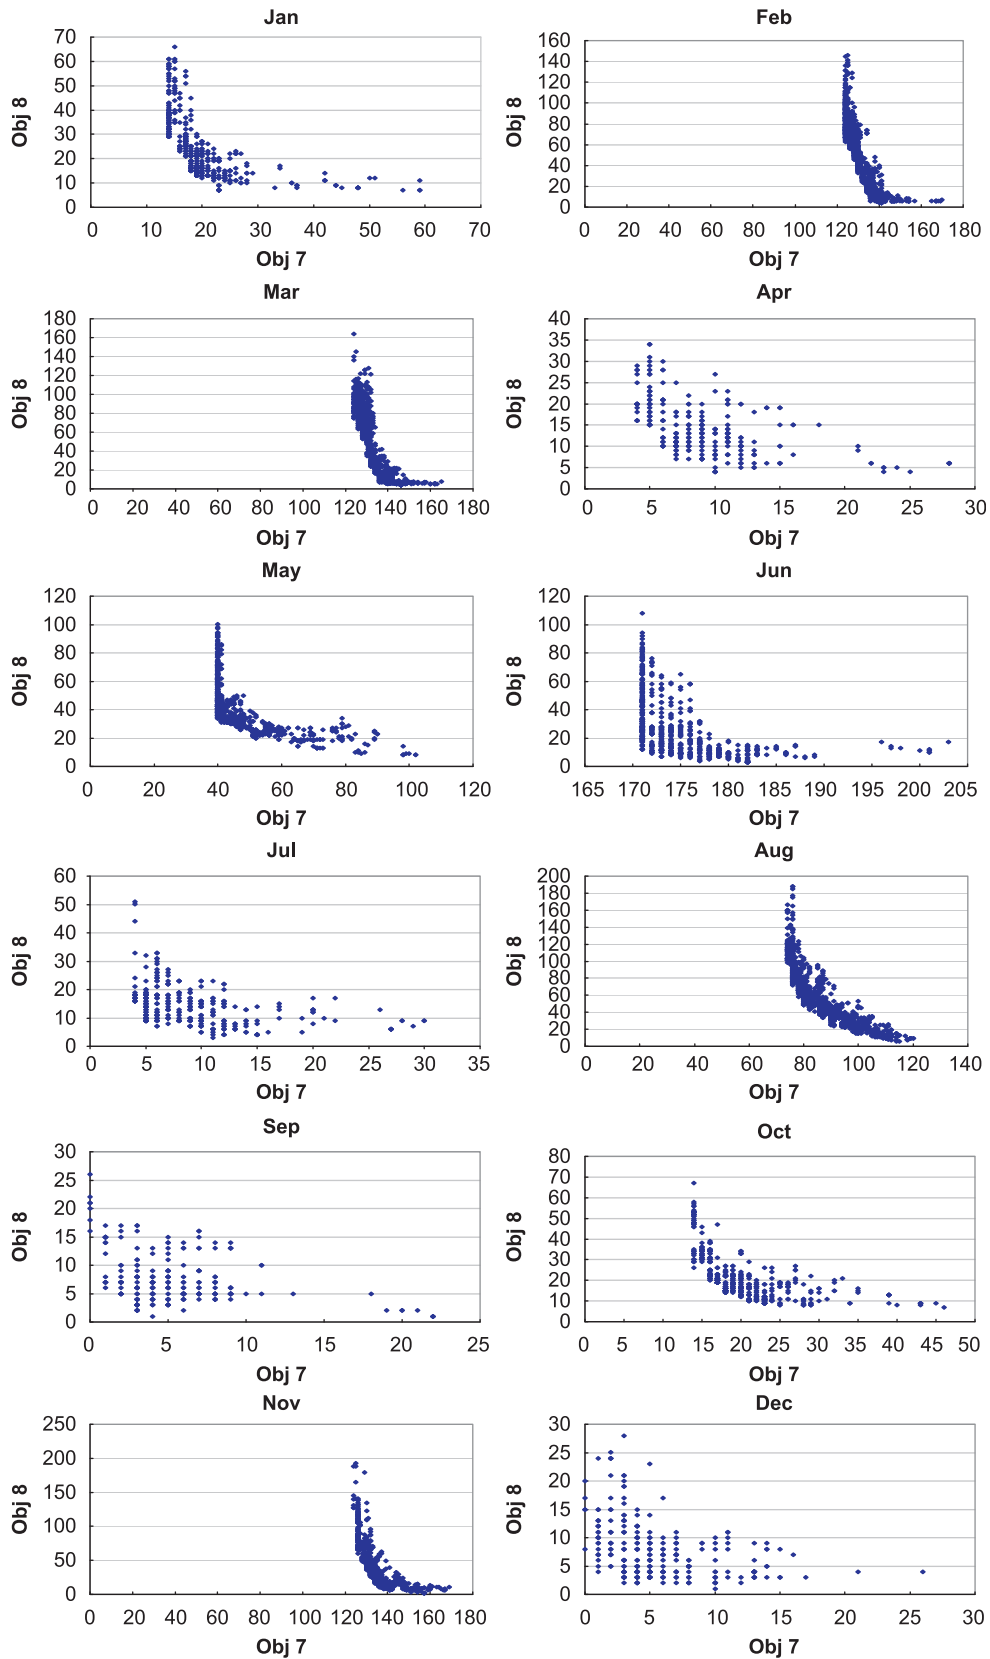 Jan
70
60
50
40
30
20
10
0
Obj 8
0 10 20 30 40 50 60 70
Obj 7
Feb
160
140
120
100
80
60
40
20
0
Obj 8
0 20 40 60 80 100 120 140 160 180
Obj 7
Mar
180
160
140
120
100
80
60
40
20
0
Obj 8
0 20 40 60 80 100 120 140 160 180
Obj 7
Apr
40
35
30
25
20
15
10
5
0
Obj 8
0 5 10 15 20 25 30
Obj 7
May
120
100
80
60
40
20
0
Obj 8
0 20 40 60 80 100 120
Obj 7
Jun
120
100
80
60
40
20
0
Obj 8
165 170 175 180 185 190 195 200 205
Obj 7
Jul
60
50
40
30
20
10
0
Obj 8
0 5 10 15 20 25 30 35
Obj 7
Aug
200
180
160
140
120
100
80
60
40
20
0
Obj 8
0 20 40 60 80 100 120 140
Obj 7
Sep
30
25
20
15
10
5
0
Obj 8
0 5 10 15 20 25
Obj 7
Oct
80
70
60
50
40
30
20
10
0
Obj 8
0 5 10 15 20 25 30 35 40 45 50
Obj 7
Nov
250
200
150
100
50
0
Obj 8
0 20 40 60 80 100 120 140 160 180
Obj 7
Dec
30
25
20
15
10
5
0
Obj 8
0 5 10 15 20 25 30
Obj 7